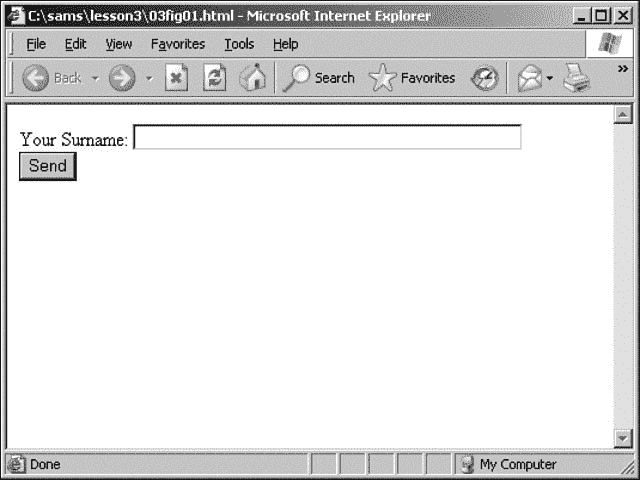 C:\sams\lesson3\03fig01.html - Microsoft Internet Explorer
File Edit View Favorites Tools Help
Back Search Favorites »
Your Surname:
Send
Done My Computer